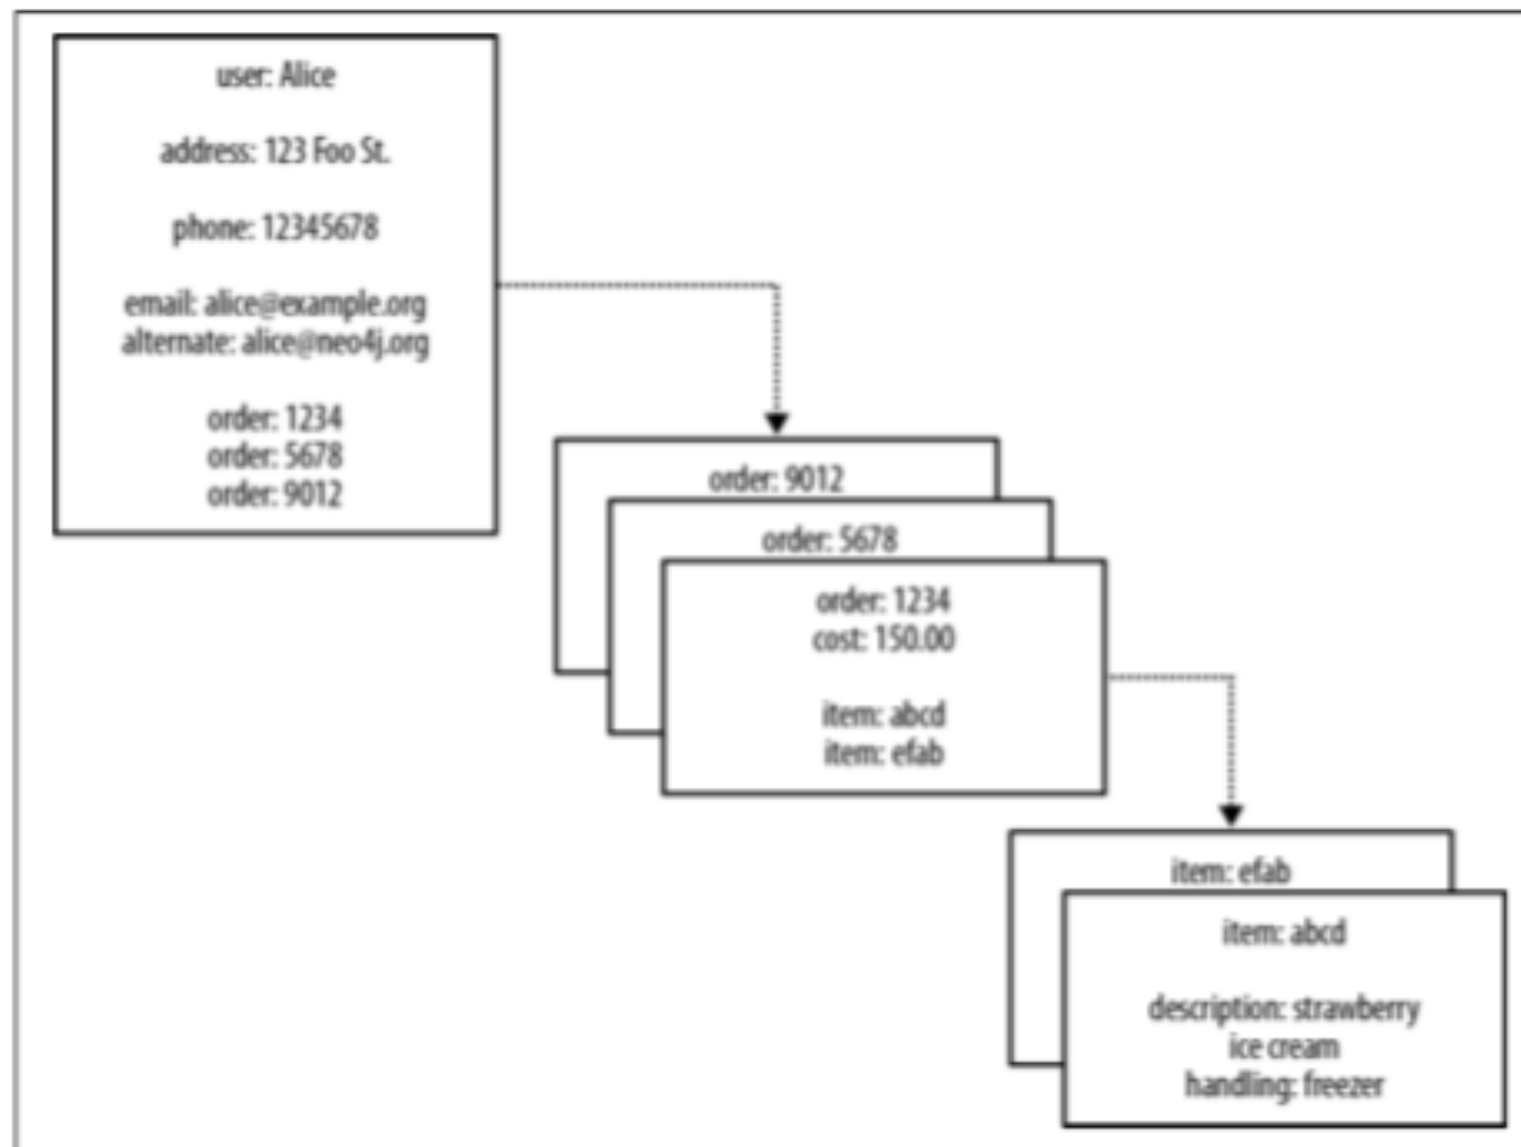 user: Alice
address: 123 Foo St.
phone: 12345678
email: alice@example.org
alternate: alice@neo4j.org
order: 1234
order: 5678
order: 9012
order: 9012
order: 5678
order: 1234
cost: 150.00
item: abcd
item: efab
item: efab
item: abcd
description: strawberry
ice cream
handling: freezer